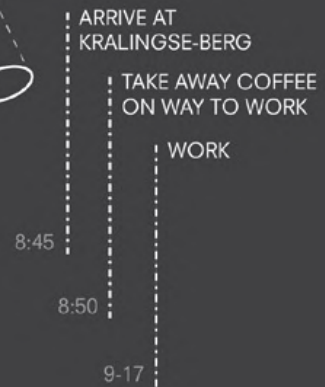 ARRIVE AT
KRALINGSE-BERG
TAKE AWAY COFFEE
ON WAY TO WORK
WORK
8:45
8:50
9-17